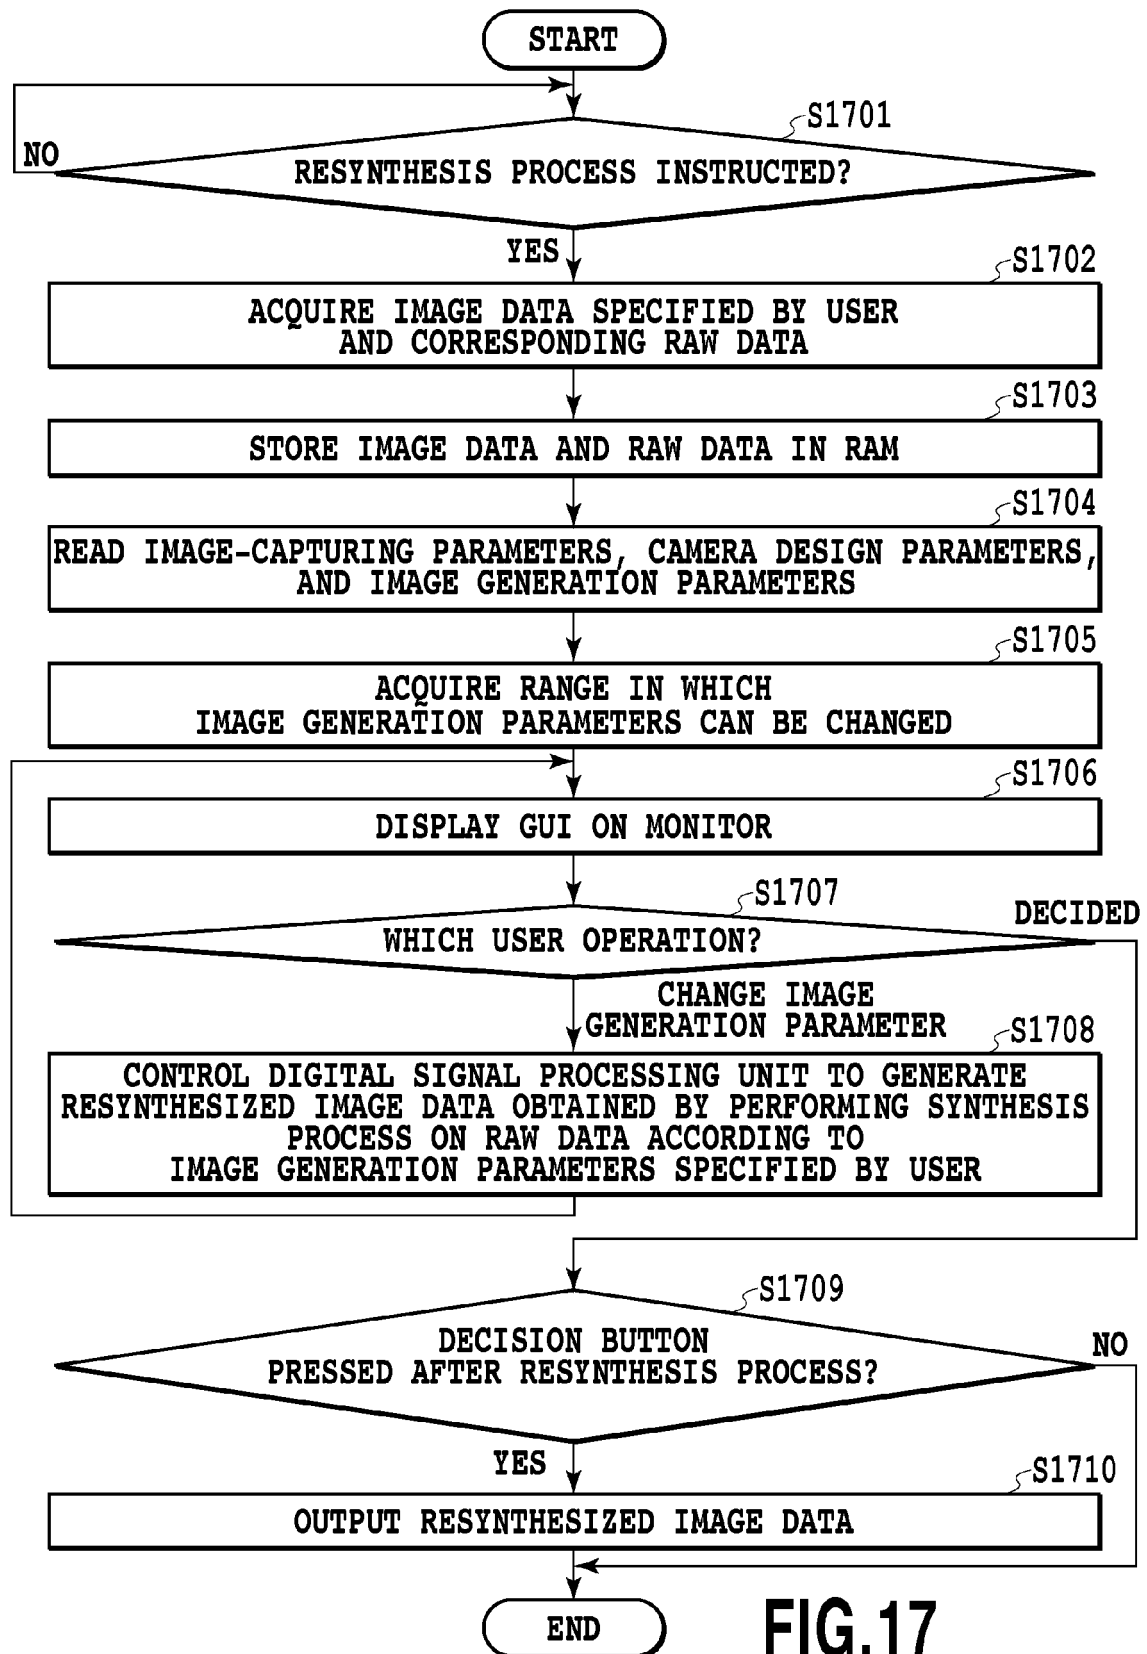 START
S1701
NO
RESYNTHESIS PROCESS INSTRUCTED?
YES
S1702
ACQUIRE IMAGE DATA SPECIFIED BY USER
AND CORRESPONDING RAW DATA
S1703
STORE IMAGE DATA AND RAW DATA IN RAM
S1704
READ IMAGE-CAPTURING PARAMETERS, CAMERA DESIGN PARAMETERS,
AND IMAGE GENERATION PARAMETERS
S1705
ACQUIRE RANGE IN WHICH
IMAGE GENERATION PARAMETERS CAN BE CHANGED
S1706
DISPLAY GUI ON MONITOR
S1707
DECIDED
WHICH USER OPERATION?
CHANGE IMAGE
GENERATION PARAMETER
S1708
CONTROL DIGITAL SIGNAL PROCESSING UNIT TO GENERATE
RESYNTHESIZED IMAGE DATA OBTAINED BY PERFORMING SYNTHESIS
PROCESS ON RAW DATA ACCORDING TO
IMAGE GENERATION PARAMETERS SPECIFIED BY USER
S1709
DECISION BUTTON
PRESSED AFTER RESYNTHESIS PROCESS?
NO
YES
S1710
OUTPUT RESYNTHESIZED IMAGE DATA
END
FIG.17